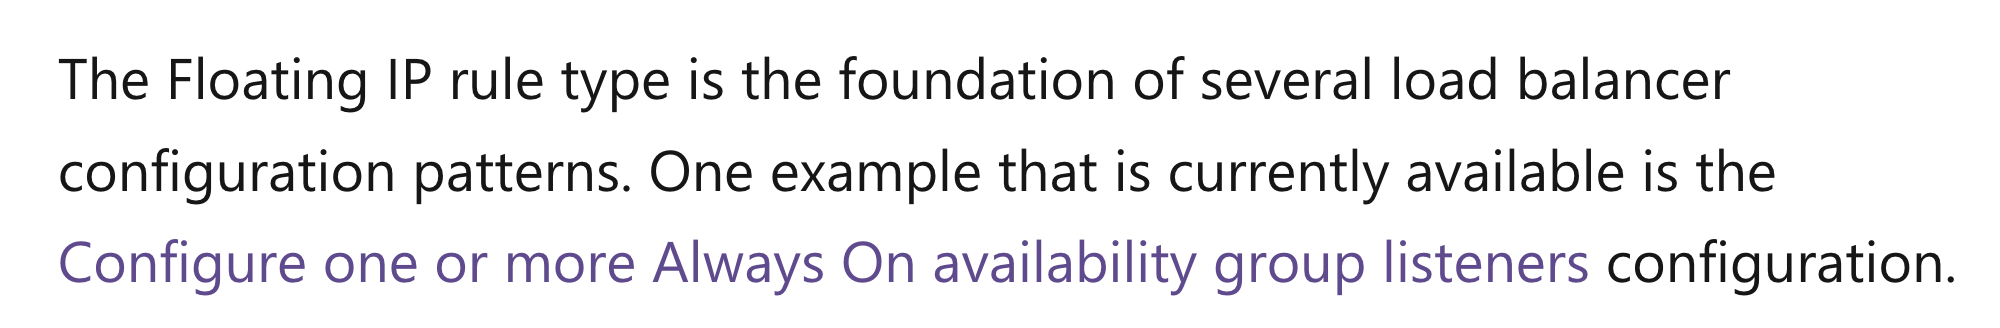 The Floating IP rule type is the foundation of several load balancer
configuration patterns. One example that is currently available is the
Configure one or more Always On availability group listeners configuration.